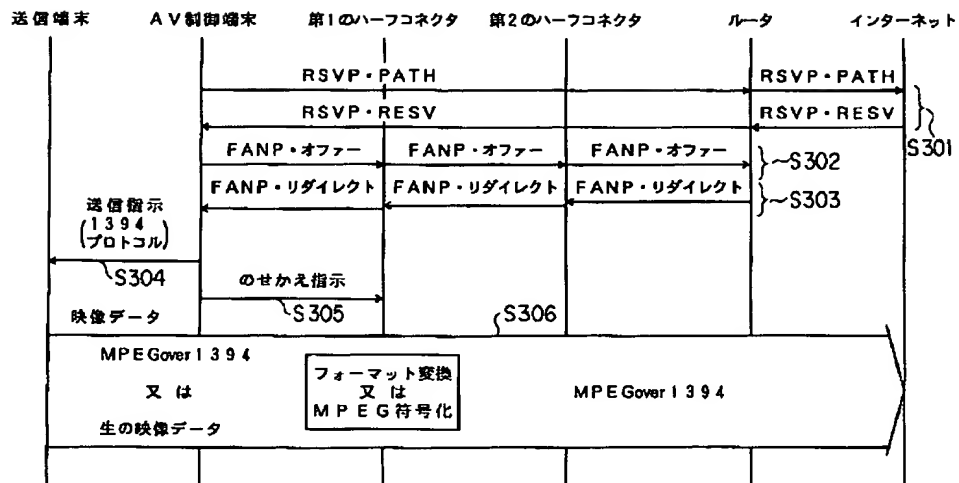 送信端末 AV制御端末 第1のハーフコネクタ 第2のハーフコネクタ ルータ インターネット
RSVP・PATH RSVP・PATH
RSVP・RESV RSVP・RESV
S301
FANP・オファー FANP・オファー FANP・オファー
S302
FANP・リダイレクト FANP・リダイレクト FANP・リダイレクト
S303
送信指示
(1394
プロトコル)
S304
のせかえ指示
S305
映像データ
S306
MPEGover1394
又は
生の映像データ
フォーマット変換
又は
MPEG符号化
MPEGover1394